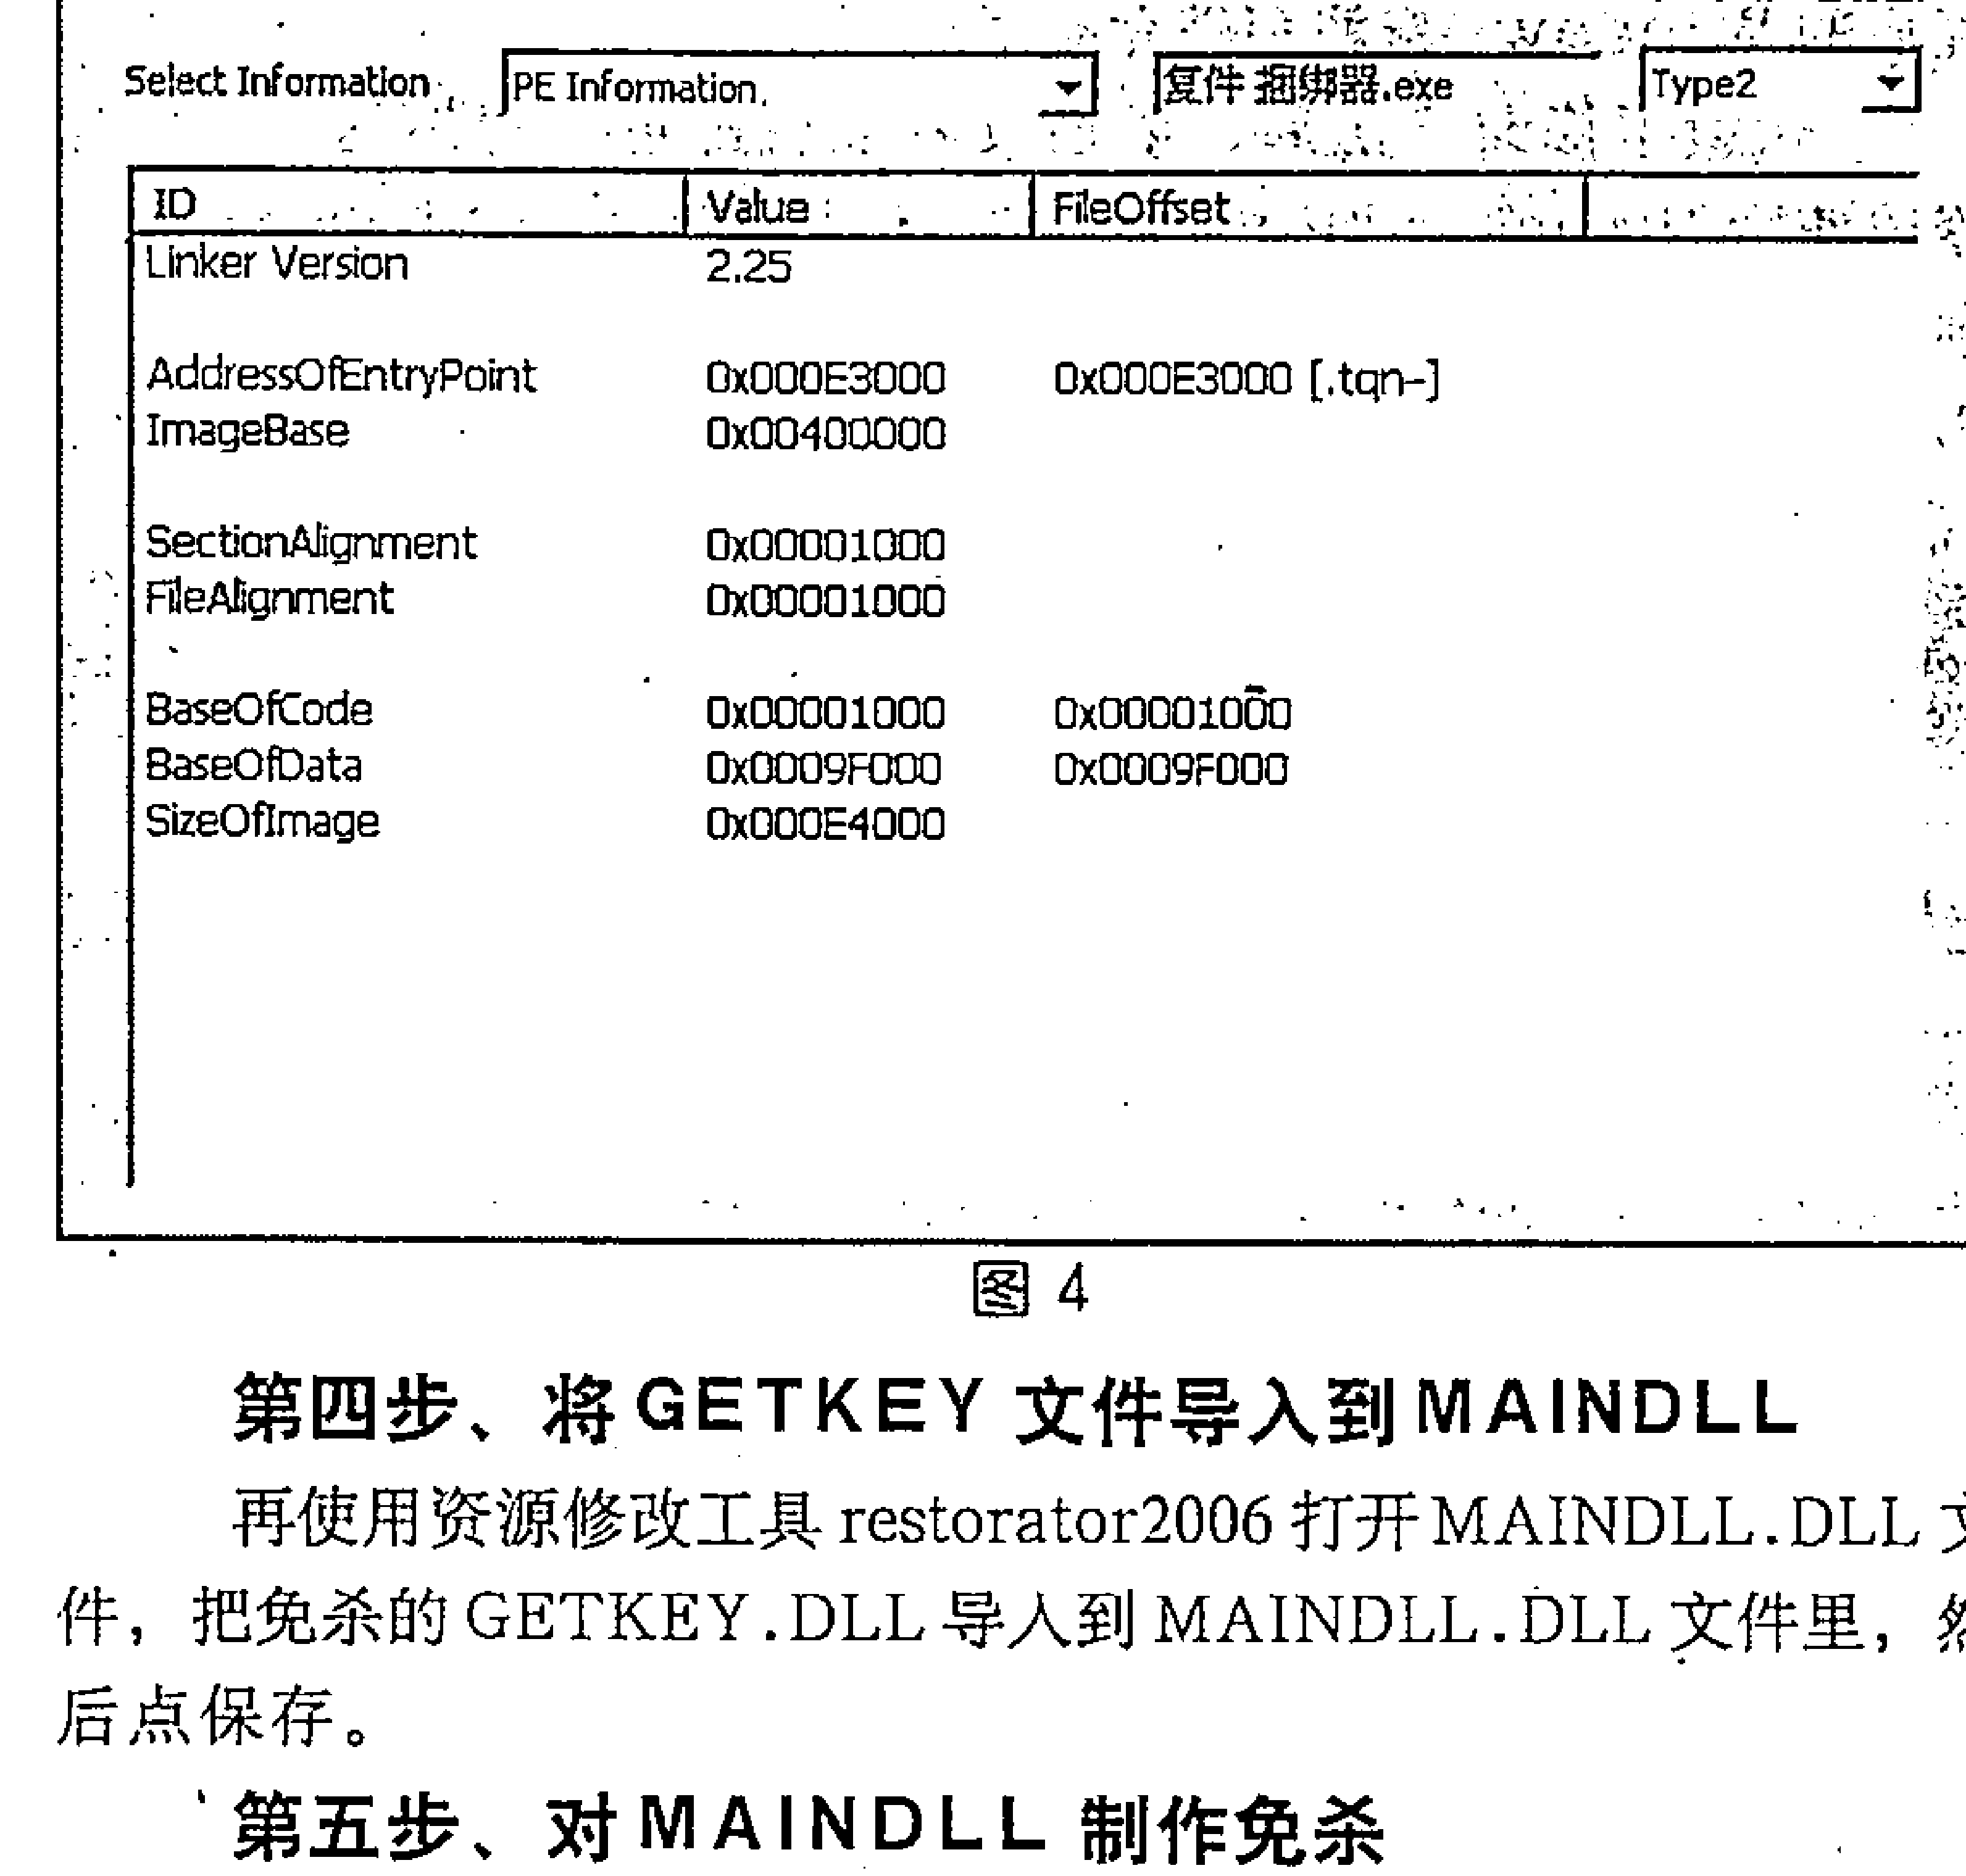 Select Information PE Information 复件 捆绑器.exe Type2
ID Value FileOffset
Linker Version 2.25
AddressOfEntryPoint 0x000E3000 0x000E3000 [.tqn-]
ImageBase 0x00400000
SectionAlignment 0x00001000
FileAlignment 0x00001000
BaseOfCode 0x00001000 0x00001000
BaseOfData 0x0009F000 0x0009F000
SizeOfImage 0x000E4000
图 4
第四步、将GETKEY 文件导入到MAINDLL
再使用资源修改工具restorator2006打开MAINDLL.DLL 文
件，把免杀的GETKEY.DLL 导入到MAINDLL.DLL 文件里，然
后点保存。
第五步、对MAINDLL 制作免杀